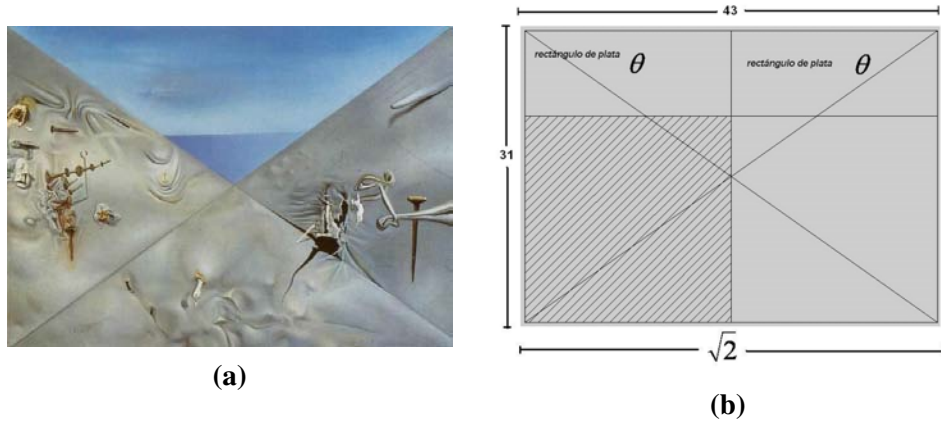 43
rectángulo de plata θ
rectángulo de plata θ
31
√2
(a)
(b)